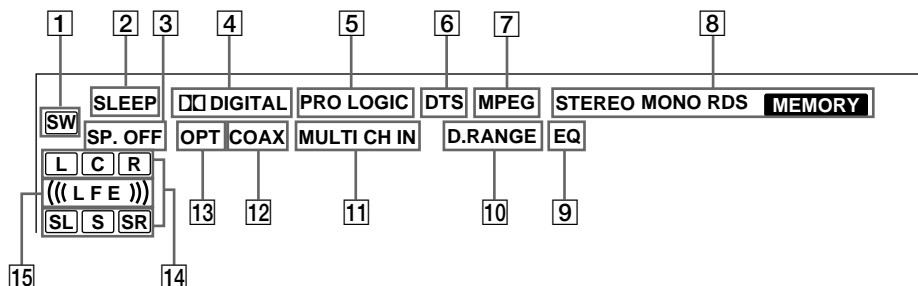 1 2 3 4 5 6 7 8
SLEEP DIGITAL PRO LOGIC DTS MPEG STEREO MONO RDS MEMORY
SW
SP. OFF OPT COAX MULTI CH IN D.RANGE EQ
L C R
((( L F E )))
SL S SR
13 12 11 10 9
15 14